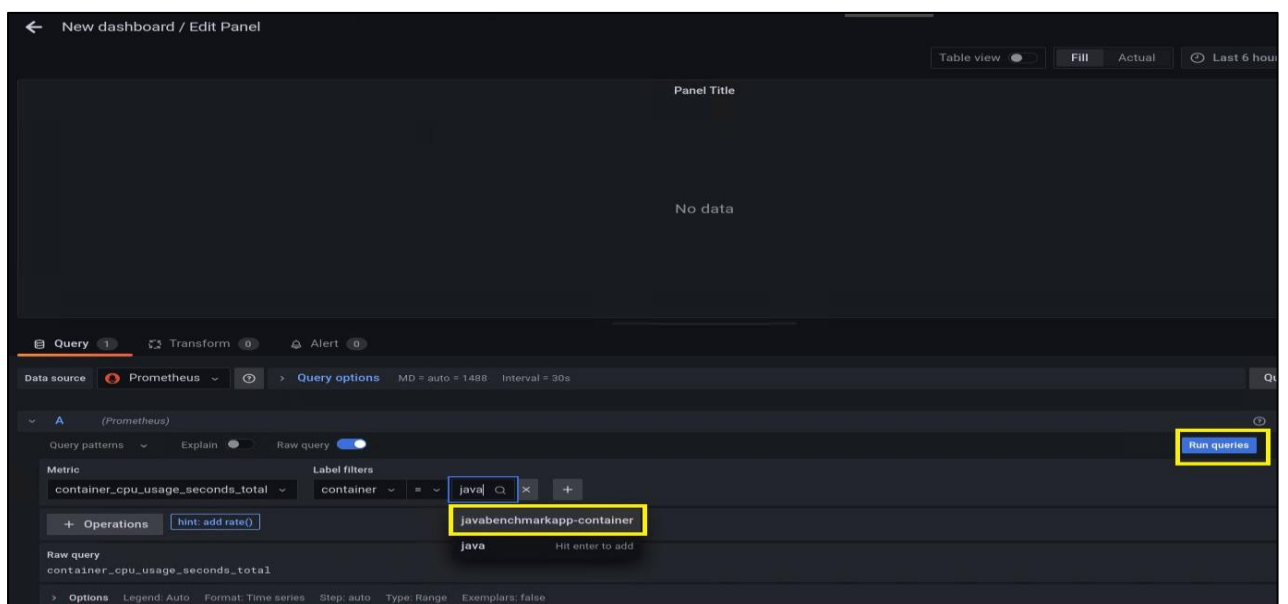 New dashboard / Edit Panel
Table view Fill Actual Last 6 hour
Panel Title
No data
Query 1 Transform 0 Alert 0
Data source Prometheus Query options MD = auto = 1488 Interval = 30s
A (Prometheus)
Query patterns Explain Raw query Run queries
Metric Label filters
container_cpu_usage_seconds_total container = java
+ Operations hint: add rate() javabenchmarkapp-container
java Hit enter to add
Raw query
container_cpu_usage_seconds_total
Options Legend: Auto Format: Time series Step: auto Type: Range Exemplars: false